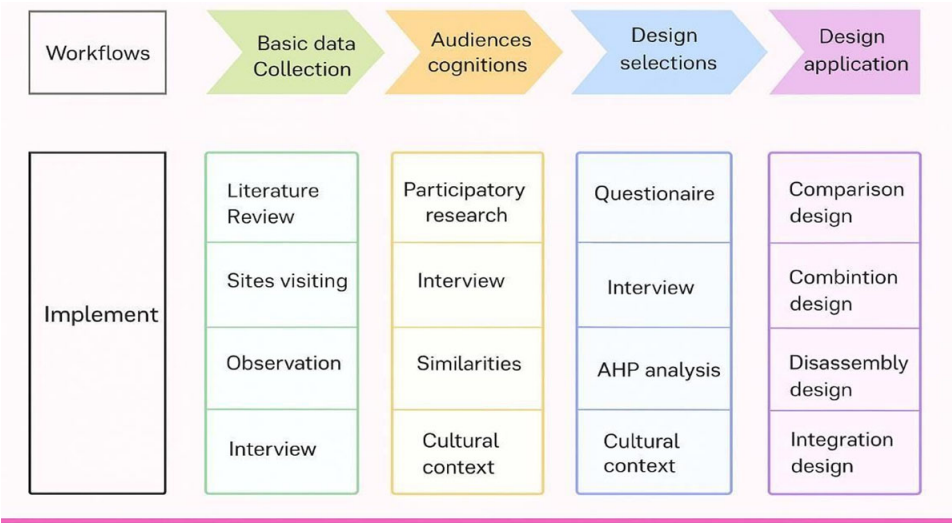 Workflows
Basic data
Collection
Audiences
cognitions
Design
selections
Design
application
Implement
Literature
Review
Sites visiting
Observation
Interview
Participatory
research
Interview
Similarities
Cultural
context
Questionaire
Interview
AHP analysis
Cultural
context
Comparison
design
Combintion
design
Disassembly
design
Integration
design